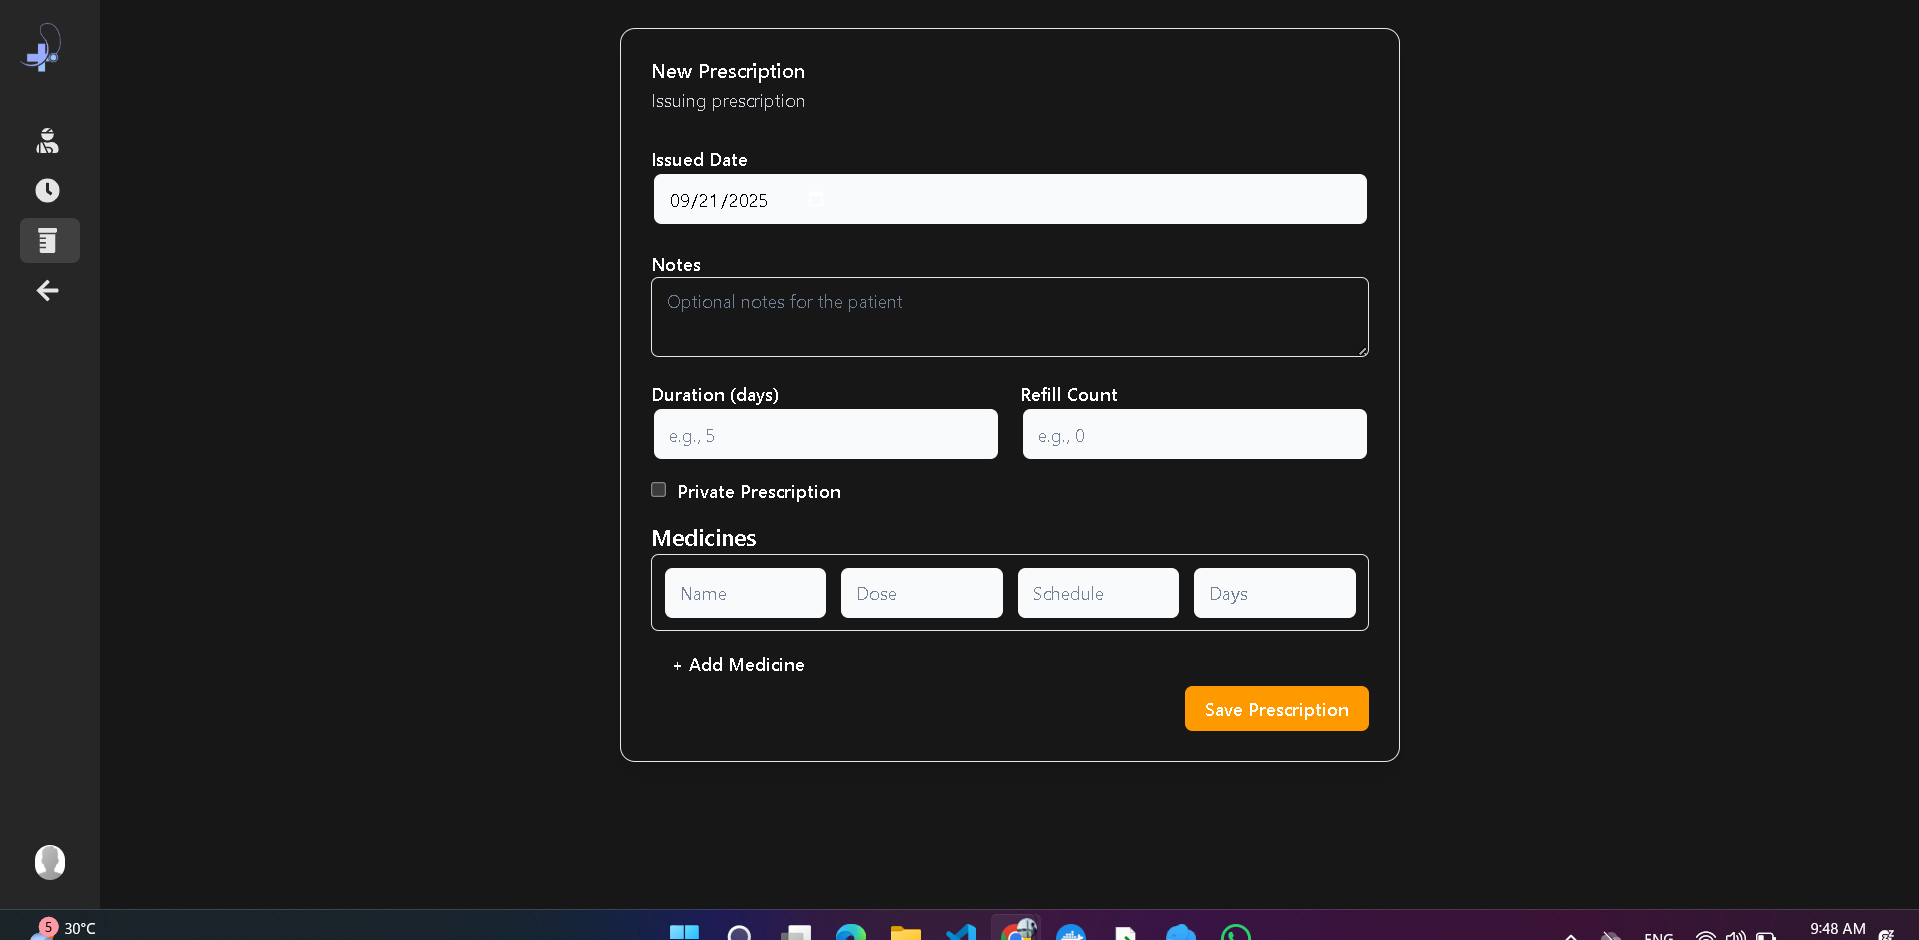 New Prescription
Issuing prescription
Issued Date
09/21/2025
Notes
Optional notes for the patient
Duration (days) Refill Count
e.g., 5 e.g., 0
Private Prescription
Medicines
Name Dose Schedule Days
+ Add Medicine
Save Prescription
5 30°C ENG 9:48 AM